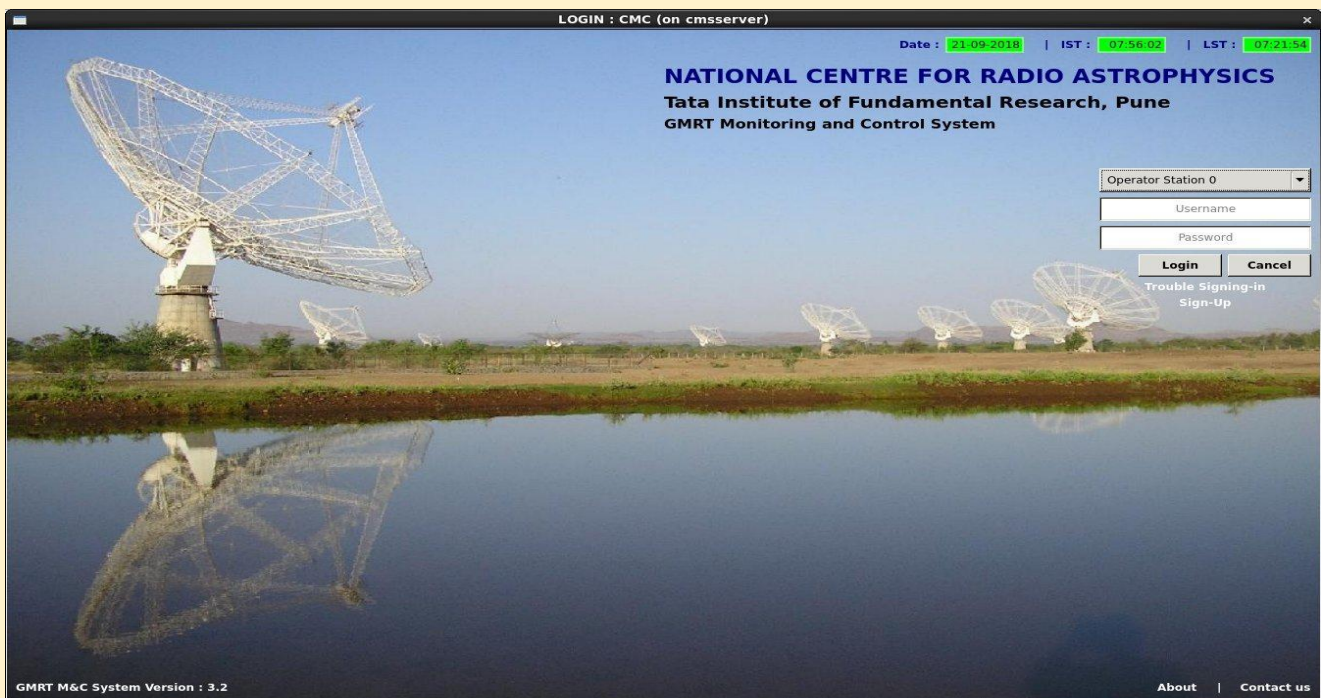 LOGIN : CMC (on cmsserver)
Date : 21-09-2018 | IST : 07:56:02 | LST : 07:21:54
NATIONAL CENTRE FOR RADIO ASTROPHYSICS
Tata Institute of Fundamental Research, Pune
GMRT Monitoring and Control System
Operator Station 0
Username
Password
Login Cancel
Trouble Signing-in
Sign-Up
GMRT M&C System Version : 3.2 About | Contact us